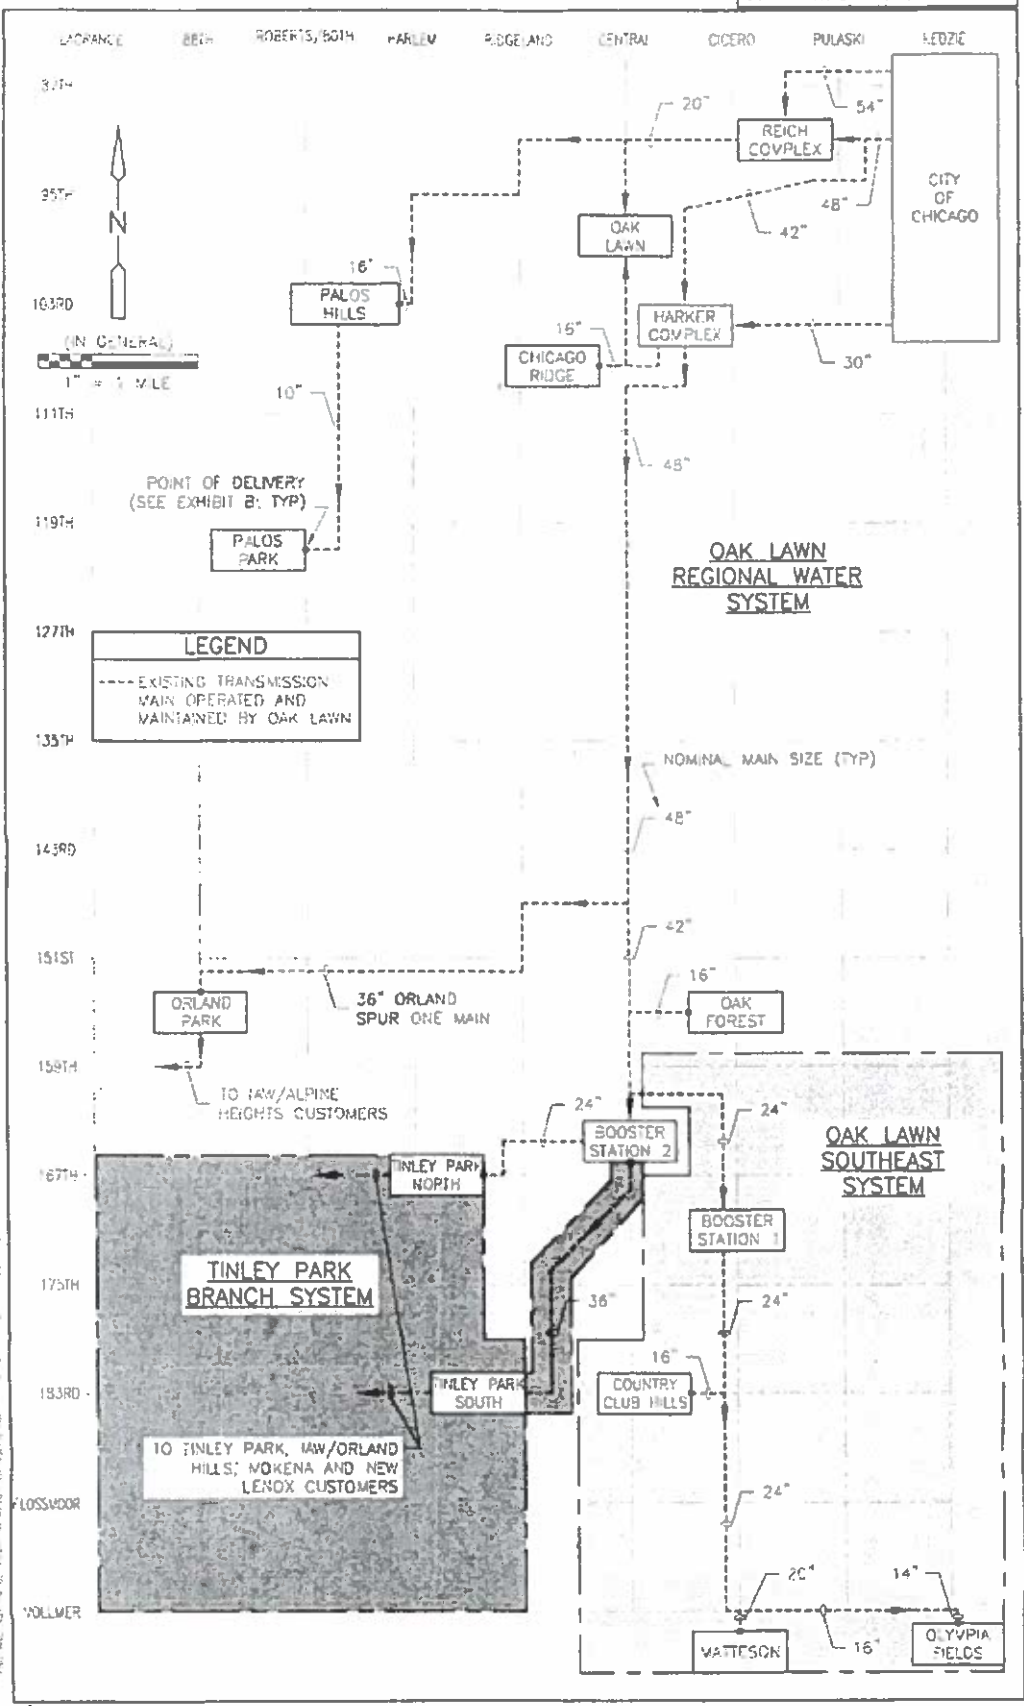 LAGRANGE 88TH ROBERTS/80TH HARLEM RIDGELAND CENTRAL CICERO PULASKI KEDZIE
87TH
54"
20"
REICH
COMPLEX
95TH
48"
CITY
OF
CHICAGO
N
42"
OAK
LAWN
16"
103RD
PALOS
HILLS
HARKER
COMPLEX
(IN GENERAL)
16"
30"
CHICAGO
RIDGE
1" = 1 MILE
10"
111TH
48"
POINT OF DELIVERY
(SEE EXHIBIT B; TYP)
119TH
PALOS
PARK
OAK LAWN
REGIONAL WATER
SYSTEM
127TH
LEGEND
EXISTING TRANSMISSION
MAIN OPERATED AND
MAINTAINED BY OAK LAWN
135TH
NOMINAL MAIN SIZE (TYP)
48"
143RD
42"
151ST
16"
36" ORLAND
SPUR ONE MAIN
ORLAND
PARK
OAK
FOREST
159TH
TO IAW/ALPINE
HEIGHTS CUSTOMERS
24"
24"
BOOSTER
STATION 2
OAK LAWN
SOUTHEAST
SYSTEM
167TH
TINLEY PARK
NORTH
BOOSTER
STATION 1
TINLEY PARK
BRANCH SYSTEM
175TH
36"
24"
16"
183RD
TINLEY PARK
SOUTH
COUNTRY
CLUB HILLS
TO TINLEY PARK, IAW/ORLAND
HILLS, MOKENA AND NEW
LENOX CUSTOMERS
24"
FLOSSMOOR
20"
14"
VOLLMER
16"
MATTESON
OLYMPIA
FIELDS